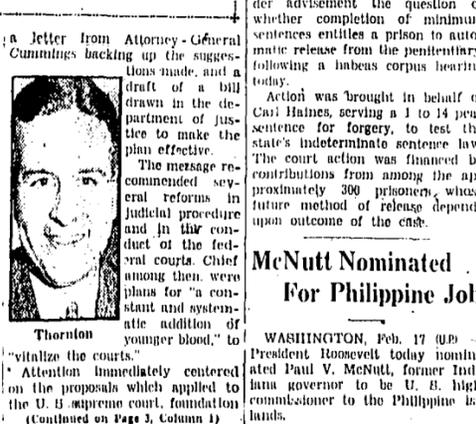 a letter from Attorney-General
Cummings backing up the sugges-
tions made, and a
draft of a bill
drawn in the de-
partment of jus-
tice to make the
plan effective.
The message re-
commended sev-
eral reforms in
judicial procedure
and in the con-
duct of the fed-
eral courts. Chief
among then were
plans for "a con-
stant and system-
atic addition of
younger blood," to
Thornton
"vitalize the courts."
Attention immediately centered
on the proposals which applied to
the U. S. supreme court, foundation
(Continued on Page 3, Column 1)
der advisement the question o
whether completion of minimum
sentences entitles a prison to auto
matic release from the penitentiary
following a habeas corpus hearin
today.
Action was brought in behalf o
Carl Haines, serving a 1 to 14 year
sentence for forgery, to test th
state's indeterminate sentence law
The court action was financed b
contributions from among the ap
proximately 300 prisoners, whos
future method of release depend
upon outcome of the case.
McNutt Nominated
For Philippine Jo
WASHINGTON, Feb. 17 (U.P.)
President Roosevelt today nomin
ated Paul V. McNutt, former Ind
iana governor to be U. S. high
commissioner to the Philippine Is
lands.